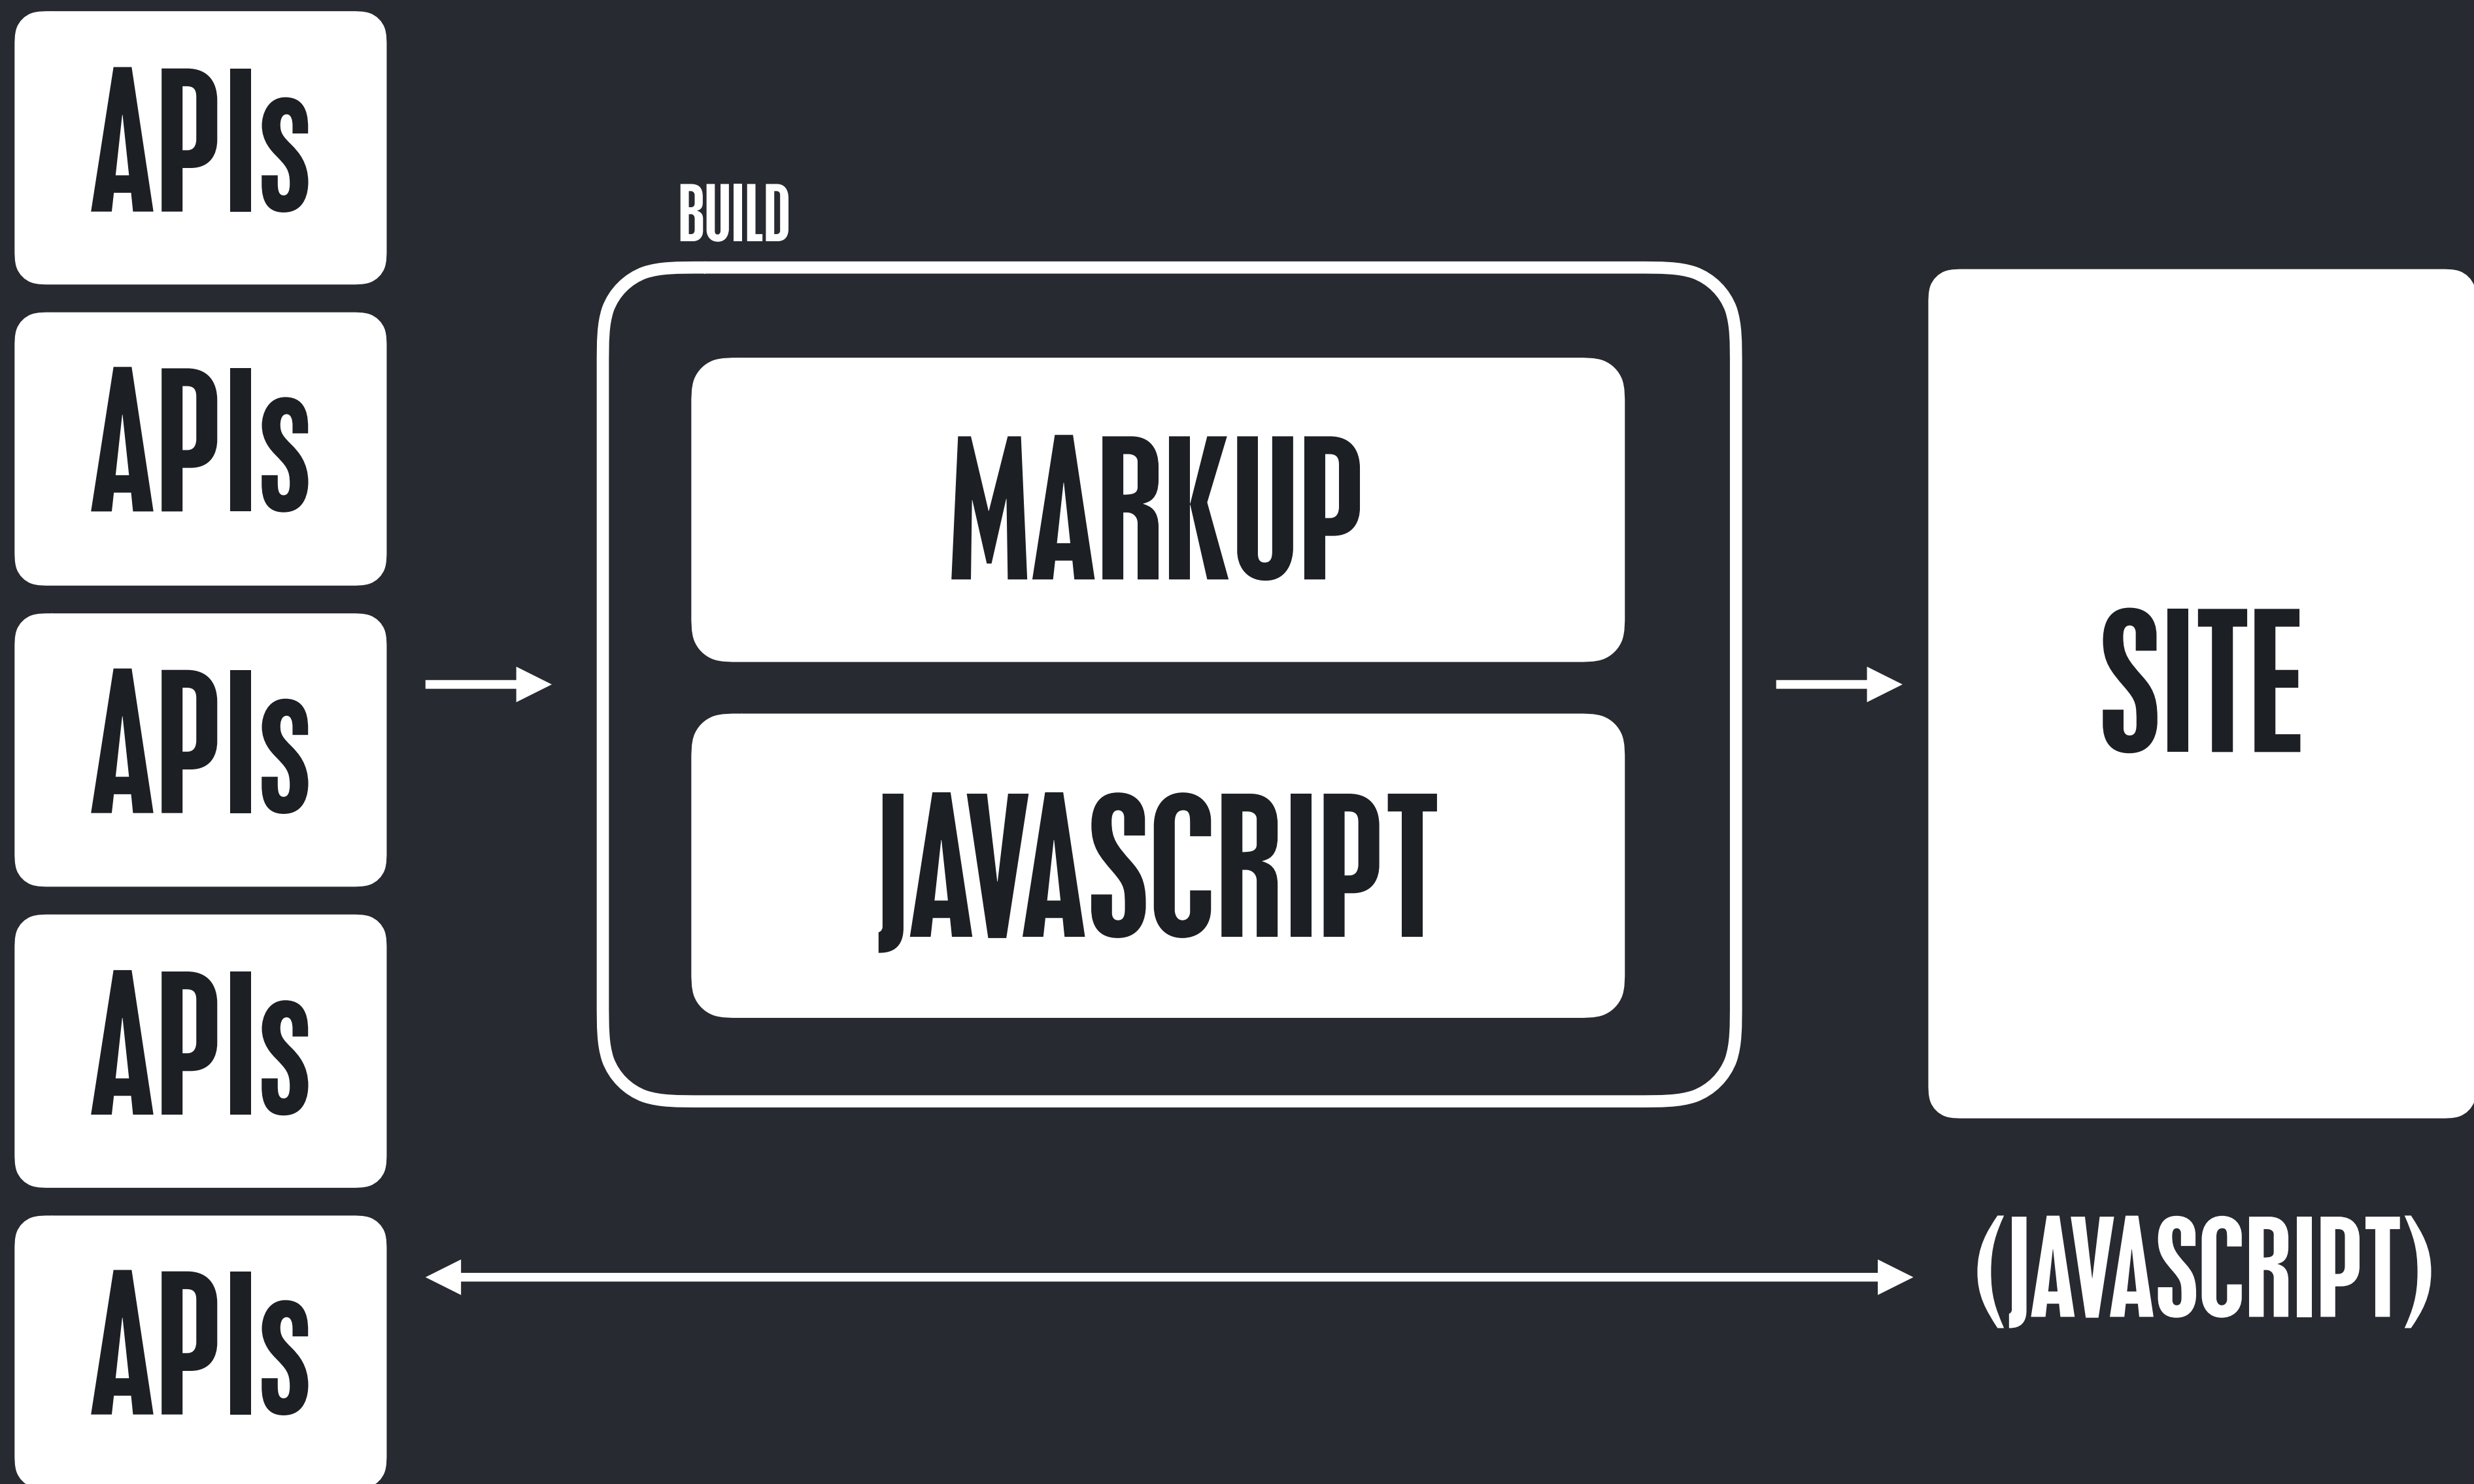 APIs
APIs
APIs
APIs
APIs
BUILD
MARKUP
JAVASCRIPT
SITE
(JAVASCRIPT)